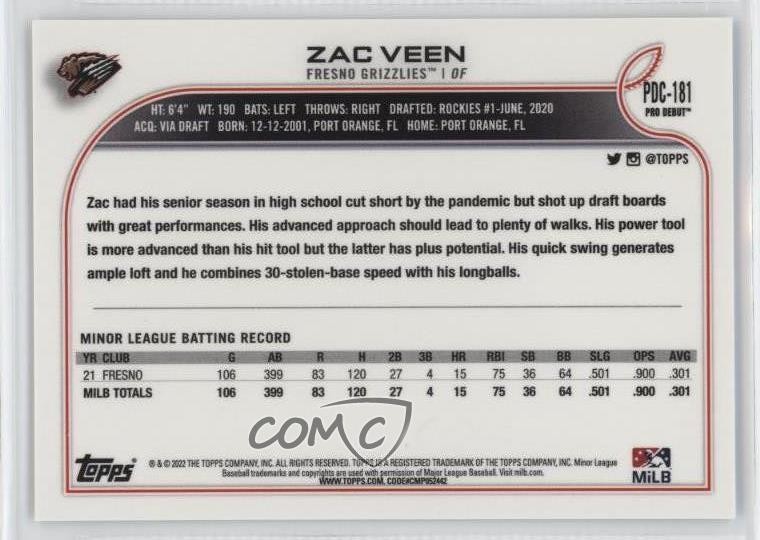 ZAC VEEN
FRESNO GRIZZLIES™ | OF
PDC-181
PRO DEBUT™
HT: 6'4" WT: 190 BATS: LEFT THROWS: RIGHT DRAFTED: ROCKIES #1-JUNE, 2020
ACQ: VIA DRAFT BORN: 12-12-2001, PORT ORANGE, FL HOME: PORT ORANGE, FL
@TOPPS
Zac had his senior season in high school cut short by the pandemic but shot up draft boards
with great performances. His advanced approach should lead to plenty of walks. His power tool
is more advanced than his hit tool but the latter has plus potential. His quick swing generates
ample loft and he combines 30-stolen-base speed with his longballs.
MINOR LEAGUE BATTING RECORD
YR CLUB G AB R H 2B 3B HR RBI SB BB SLG OPS AVG
21 FRESNO 106 399 83 120 27 4 15 75 36 64 .501 .900 .301
MILB TOTALS 106 399 83 120 27 4 15 75 36 64 .501 .900 .301
COMC
Topps
® & © 2022 THE TOPPS COMPANY, INC. ALL RIGHTS RESERVED. TOPPS IS A REGISTERED TRADEMARK OF THE TOPPS COMPANY, INC. Minor League
Baseball trademarks and copyrights are used with permission of Major League Baseball. Visit milb.com.
WWW.TOPPS.COM. CODE#CMP052442
MiLB